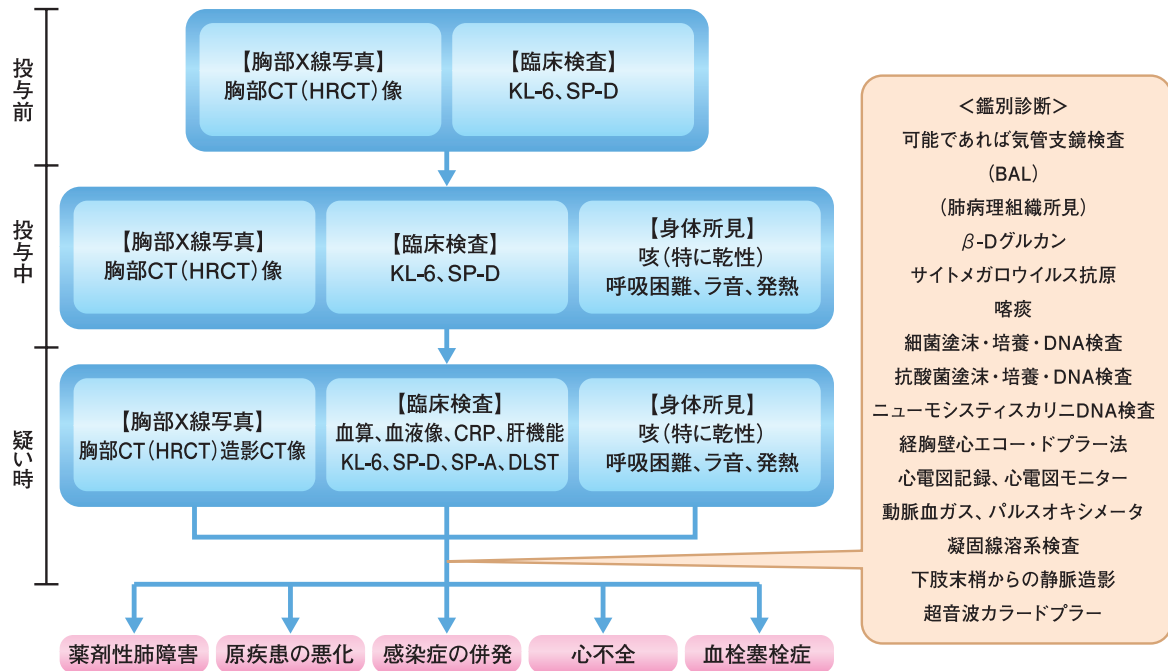 投与前
【胸部X線写真】
胸部CT(HRCT)像
【臨床検査】
KL-6、SP-D
投与中
【胸部X線写真】
胸部CT(HRCT)像
【臨床検査】
KL-6、SP-D
【身体所見】
咳(特に乾性)
呼吸困難、ラ音、発熱
疑い時
【胸部X線写真】
胸部CT(HRCT)造影CT像
【臨床検査】
血算、血液像、CRP、肝機能
KL-6、SP-D、SP-A、DLST
【身体所見】
咳(特に乾性)
呼吸困難、ラ音、発熱
<鑑別診断>
可能であれば気管支鏡検査
(BAL)
(肺病理組織所見)
β-Dグルカン
サイトメガロウイルス抗原
喀痰
細菌塗沫・培養・DNA検査
抗酸菌塗沫・培養・DNA検査
ニューモシスティスカリニDNA検査
経胸壁心エコー・ドプラー法
心電図記録、心電図モニター
動脈血ガス、パルスオキシメータ
凝固線溶系検査
下肢末梢からの静脈造影
超音波カラードプラー
薬剤性肺障害
原疾患の悪化
感染症の併発
心不全
血栓塞栓症